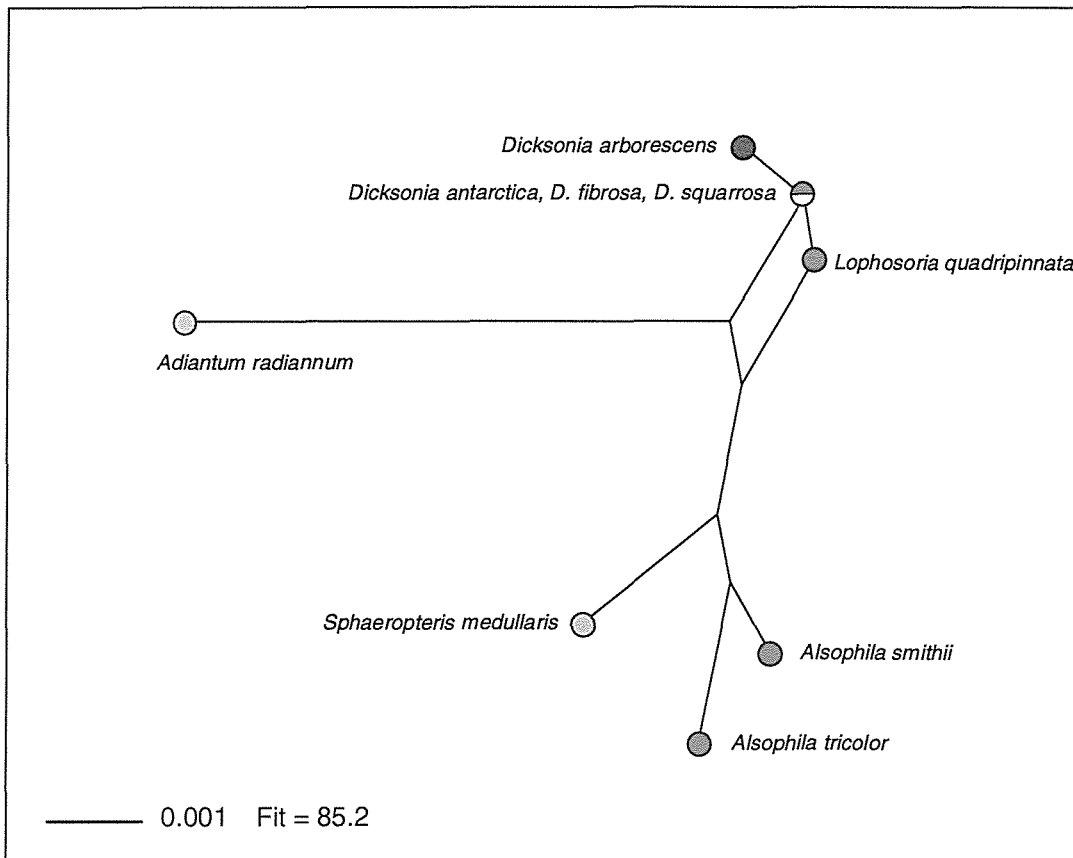 Dicksonia arborescens
Dicksonia antarctica, D. fibrosa, D. squarrosa
Lophosoria quadripinnata
Adiantum radiannum
Sphaeropteris medullaris
Alsophila smithii
Alsophila tricolor
0.001 Fit = 85.2